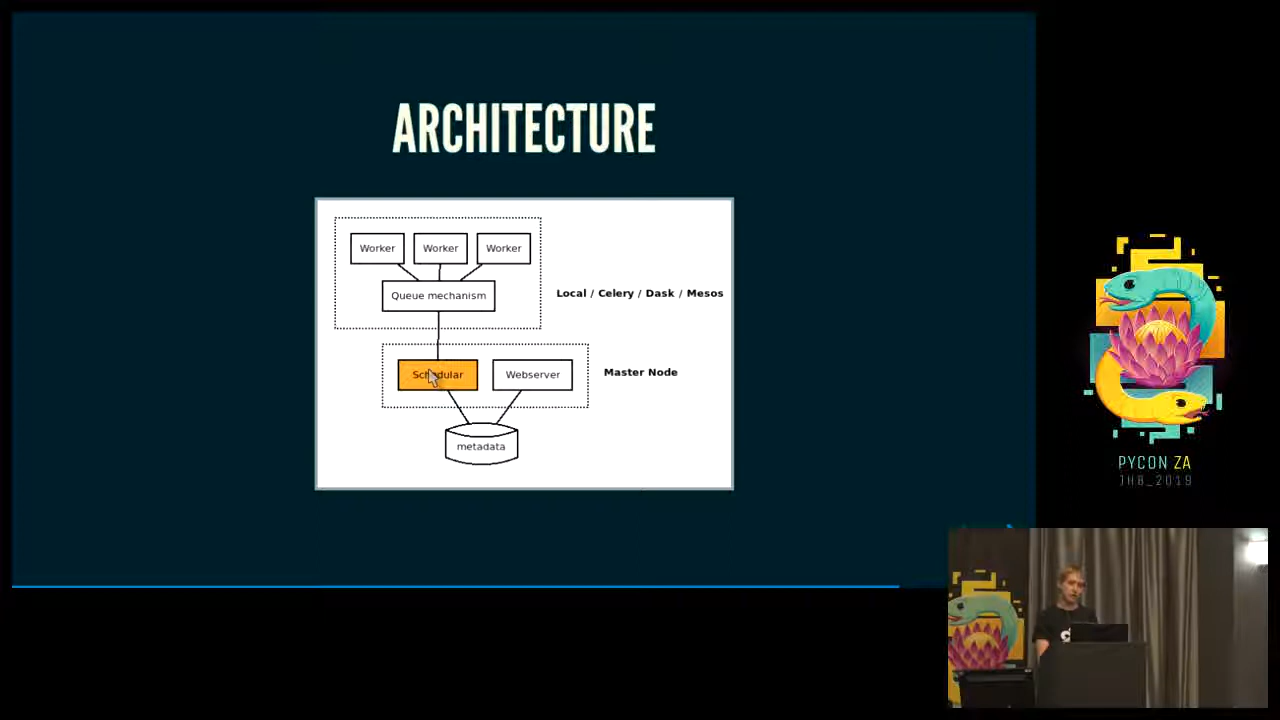 ARCHITECTURE
Worker Worker Worker
Queue mechanism
Local / Celery / Dask / Mesos
Schedular Webserver
Master Node
metadata
PYCON ZA
JHB_2019